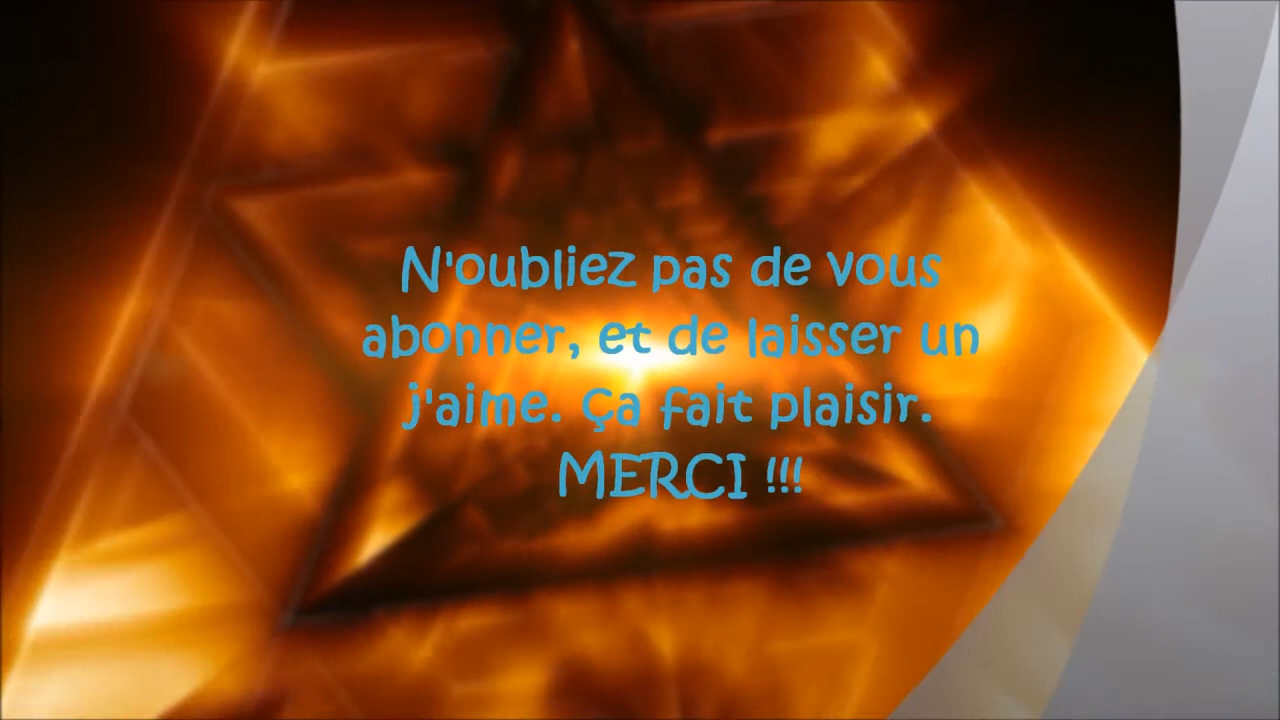 N'oubliez pas de vous
abonner, et de laisser un
j'aime. Ça fait plaisir.
MERCI !!!